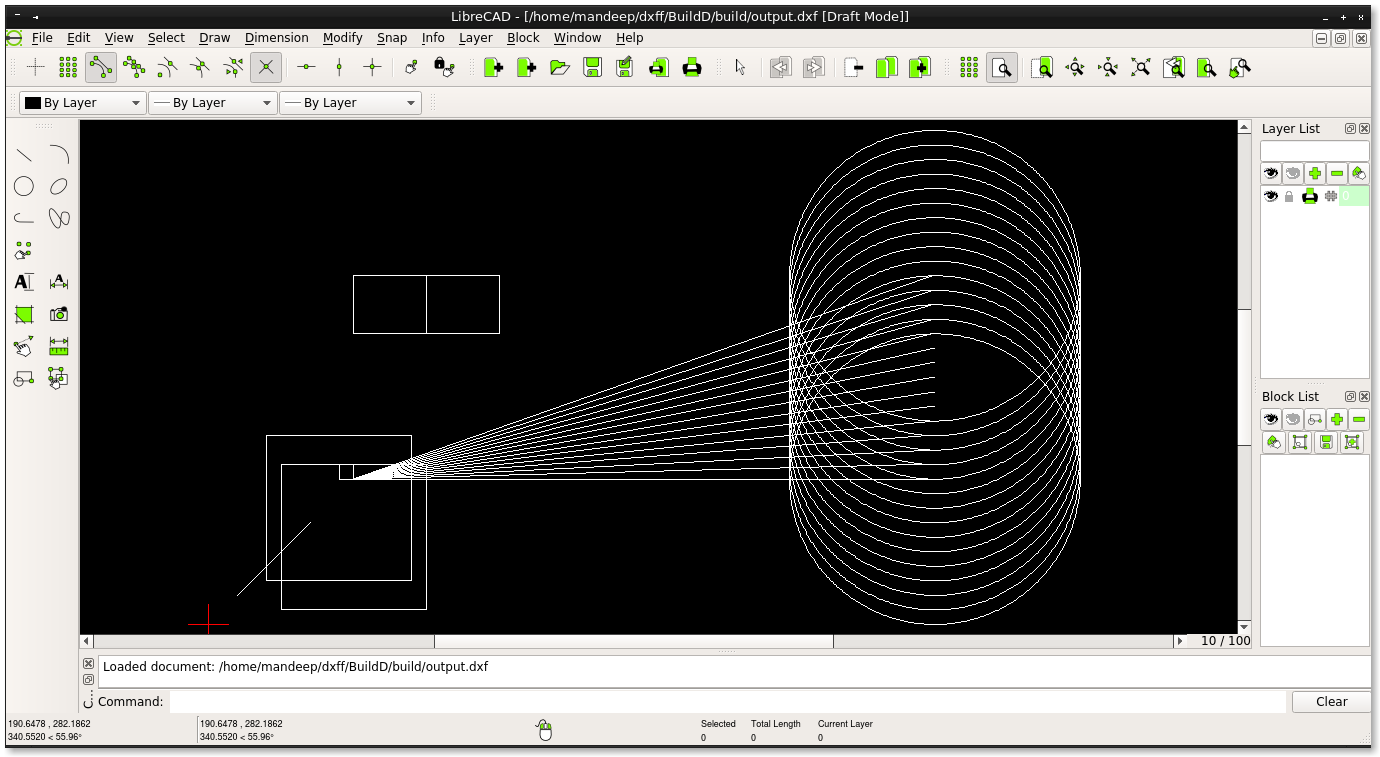 LibreCAD - [/home/mandeep/dxff/BuildD/build/output.dxf [Draft Mode]]
File Edit View Select Draw Dimension Modify Snap Info Layer Block Window Help
By Layer By Layer By Layer
Layer List
0
Block List
A
10 / 100
Loaded document: /home/mandeep/dxff/BuildD/build/output.dxf
Command:
Clear
190.6478 , 282.1862 190.6478 , 282.1862 Selected Total Length Current Layer
340.5520 < 55.96° 340.5520 < 55.96° 0 0 0